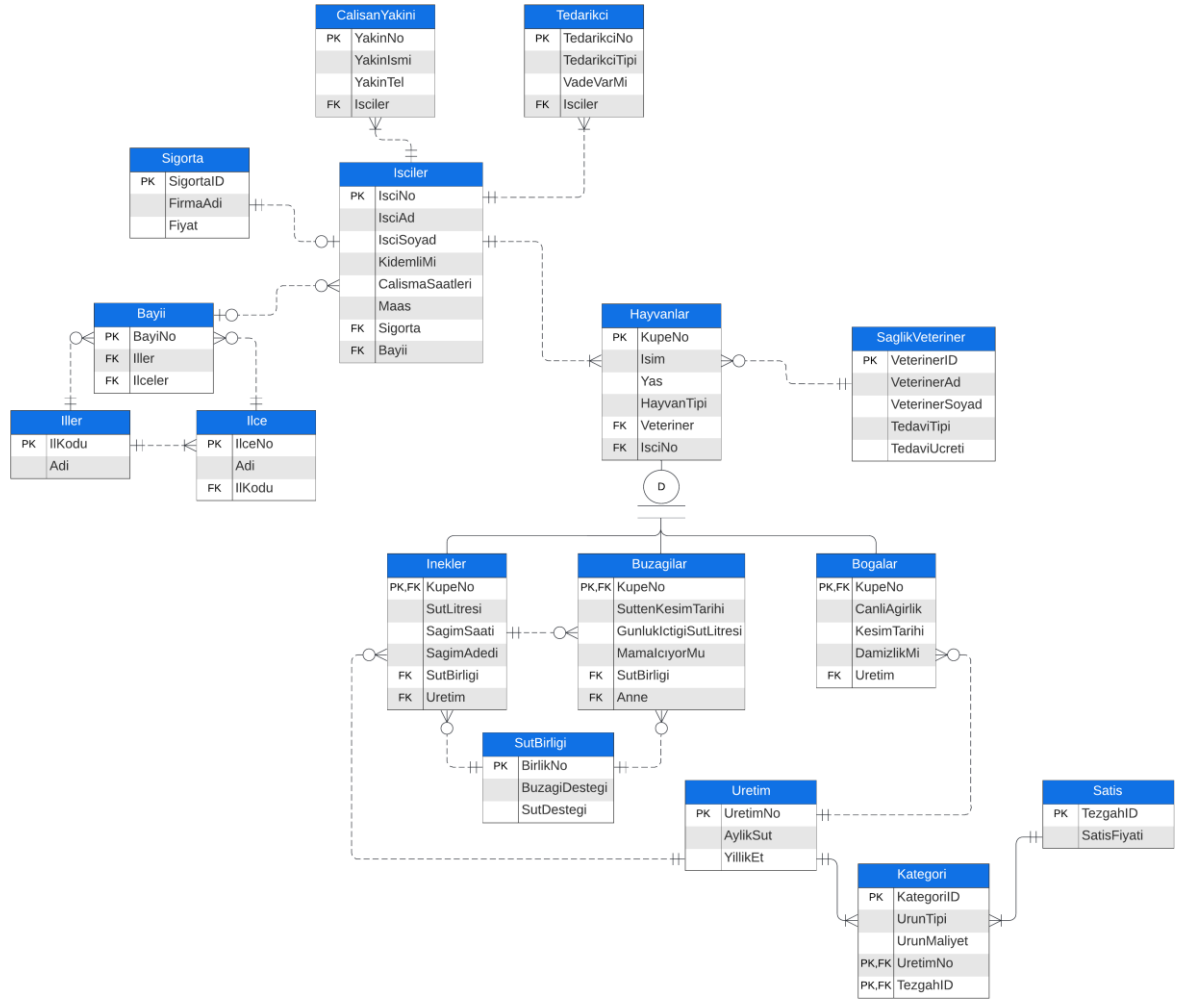 CalisanYakini
PK YakinNo
YakinIsmi
YakinTel
FK Isciler
Tedarikci
PK TedarikciNo
TedarikciTipi
VadeVarMi
FK Isciler
Sigorta
PK SigortaID
FirmaAdi
Fiyat
Isciler
PK IsciNo
IsciAd
IsciSoyad
KidemliMi
CalismaSaatleri
Maas
FK Sigorta
FK Bayii
Bayii
PK BayiNo
FK Iller
FK Ilceler
Hayvanlar
PK KupeNo
Isim
Yas
HayvanTipi
FK Veteriner
FK IsciNo
SaglikVeteriner
PK VeterinerID
VeterinerAd
VeterinerSoyad
TedaviTipi
TedaviUcreti
Iller
PK IlKodu
Adi
Ilce
PK IlceNo
Adi
FK IlKodu
D
Inekler
PK,FK KupeNo
SutLitresi
SagimSaati
SagimAdedi
FK SutBirligi
FK Uretim
Buzagilar
PK,FK KupeNo
SuttenKesimTarihi
GunlukIctigiSutLitresi
MamaIcıyorMu
FK SutBirligi
FK Anne
Bogalar
PK,FK KupeNo
CanliAgirlik
KesimTarihi
DamizlikMi
FK Uretim
SutBirligi
PK BirlikNo
BuzagiDestegi
SutDestegi
Uretim
PK UretimNo
AylikSut
YillikEt
Satis
PK TezgahID
SatisFiyati
Kategori
PK KategoriID
UrunTipi
UrunMaliyet
PK,FK UretimNo
PK,FK TezgahID